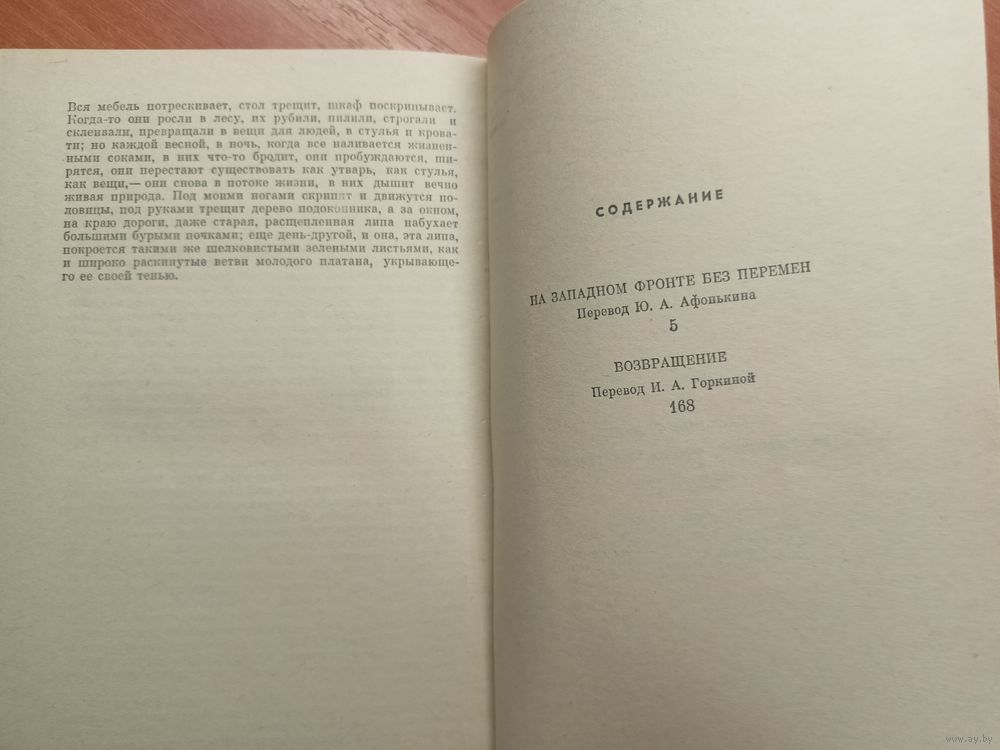 Вся мебель потрескивает, стол трещит, шкаф поскрипывает.
Когда-то они росли в лесу, их рубили, пилили, строгали и
склеивали, превращали в вещи для людей, в стулья и крова-
ти; но каждой весной, в ночь, когда все наливается жизнен-
ными соками, в них что-то бродит, они пробуждаются, ши-
рятся, они перестают существовать как утварь, как стулья,
как вещи,— они снова в потоке жизни, в них дышит вечно
живая природа. Под моими ногами скрипят и движутся по-
ловицы, под руками трещит дерево подоконника, а за окном,
на краю дороги, даже старая, расщепленная липа набухает
большими бурыми почками; еще день-другой, и она, эта липа,
покроется такими же шелковистыми зелеными листьями, как
и широко раскинутые ветви молодого платана, укрывающе-
го ее своей тенью.
СОДЕРЖАНИЕ
НА ЗАПАДНОМ ФРОНТЕ БЕЗ ПЕРЕМЕН
Перевод Ю. А. Афонькина
5
ВОЗВРАЩЕНИЕ
Перевод И. А. Горкиной
168
www.ay.by